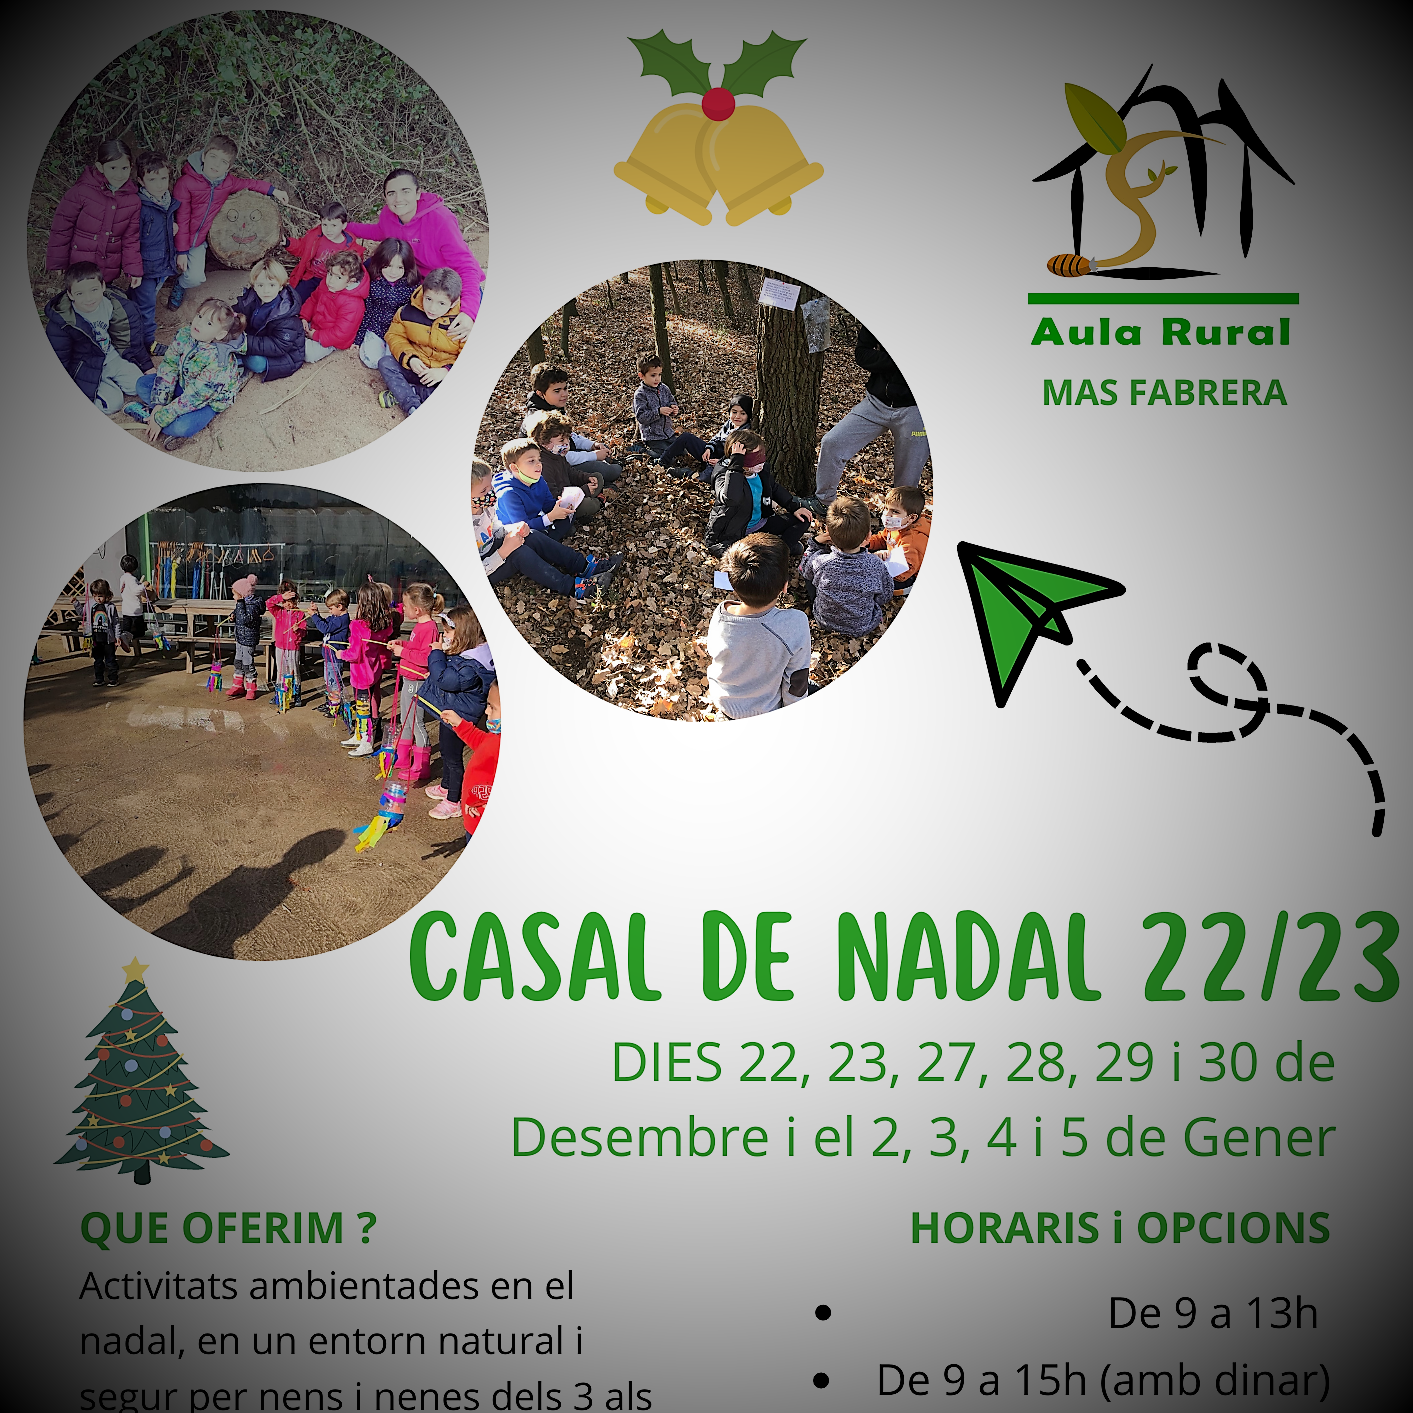 Aula Rural
MAS FABRERA
CASAL DE NADAL 22/23
DIES 22, 23, 27, 28, 29 i 30 de
Desembre i el 2, 3, 4 i 5 de Gener
QUE OFERIM ?
Activitats ambientades en el
nadal, en un entorn natural i
segur per nens i nenes dels 3 als
HORARIS i OPCIONS
• De 9 a 13h
• De 9 a 15h (amb dinar)